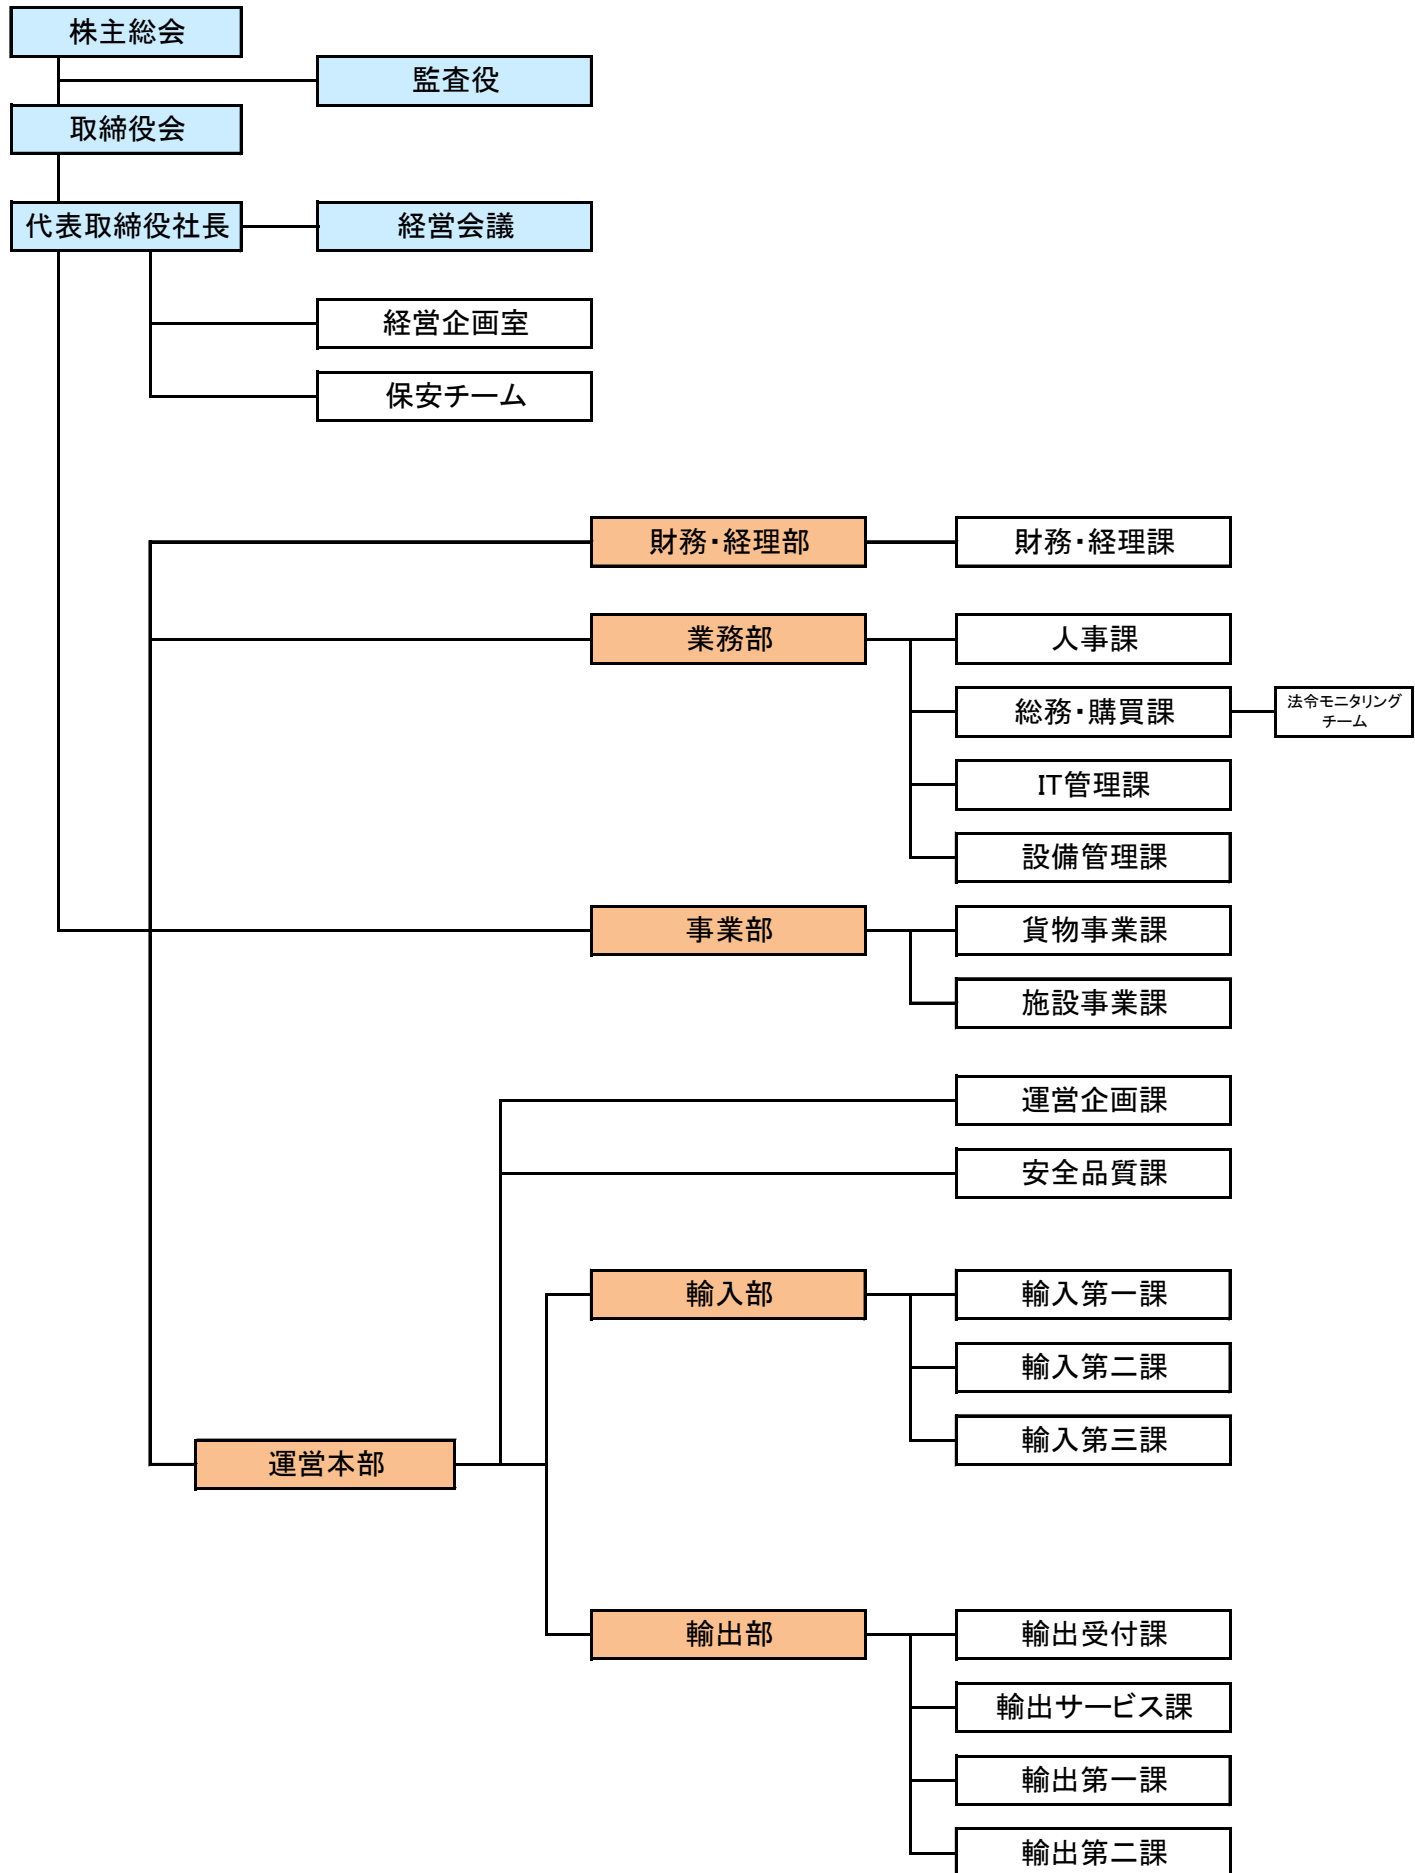 株主総会
監査役
取締役会
代表取締役社長
経営会議
経営企画室
保安チーム
財務・経理部
財務・経理課
業務部
人事課
総務・購買課
法令モニタリング
チーム
IT管理課
設備管理課
事業部
貨物事業課
施設事業課
運営企画課
安全品質課
輸入部
輸入第一課
輸入第二課
輸入第三課
運営本部
輸出部
輸出受付課
輸出サービス課
輸出第一課
輸出第二課